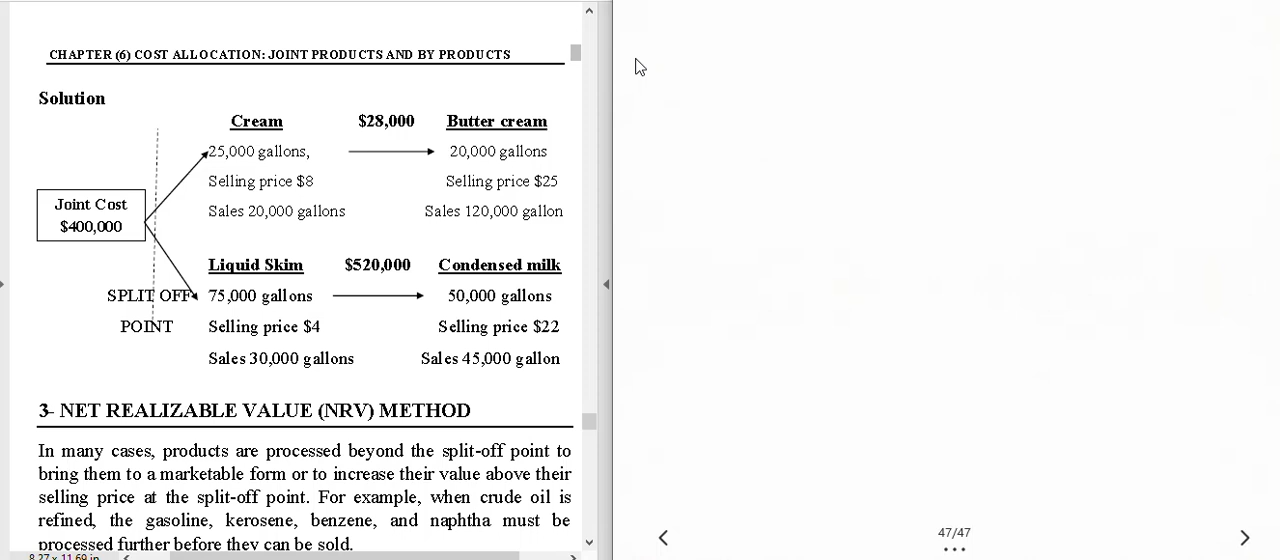 CHAPTER (6) COST ALLOCATION: JOINT PRODUCTS AND BY PRODUCTS
Solution
Cream $28,000 Butter cream
25,000 gallons, 20,000 gallons
Selling price $8 Selling price $25
Sales 20,000 gallons Sales 120,000 gallon
Joint Cost
$400,000
Liquid Skim $520,000 Condensed milk
SPLIT OFF 75,000 gallons 50,000 gallons
POINT Selling price $4 Selling price $22
Sales 30,000 gallons Sales 45,000 gallon
3- NET REALIZABLE VALUE (NRV) METHOD
In many cases, products are processed beyond the split-off point to
bring them to a marketable form or to increase their value above their
selling price at the split-off point. For example, when crude oil is
refined, the gasoline, kerosene, benzene, and naphtha must be
processed further before they can be sold.
8.27 x 11.69 in
47/47